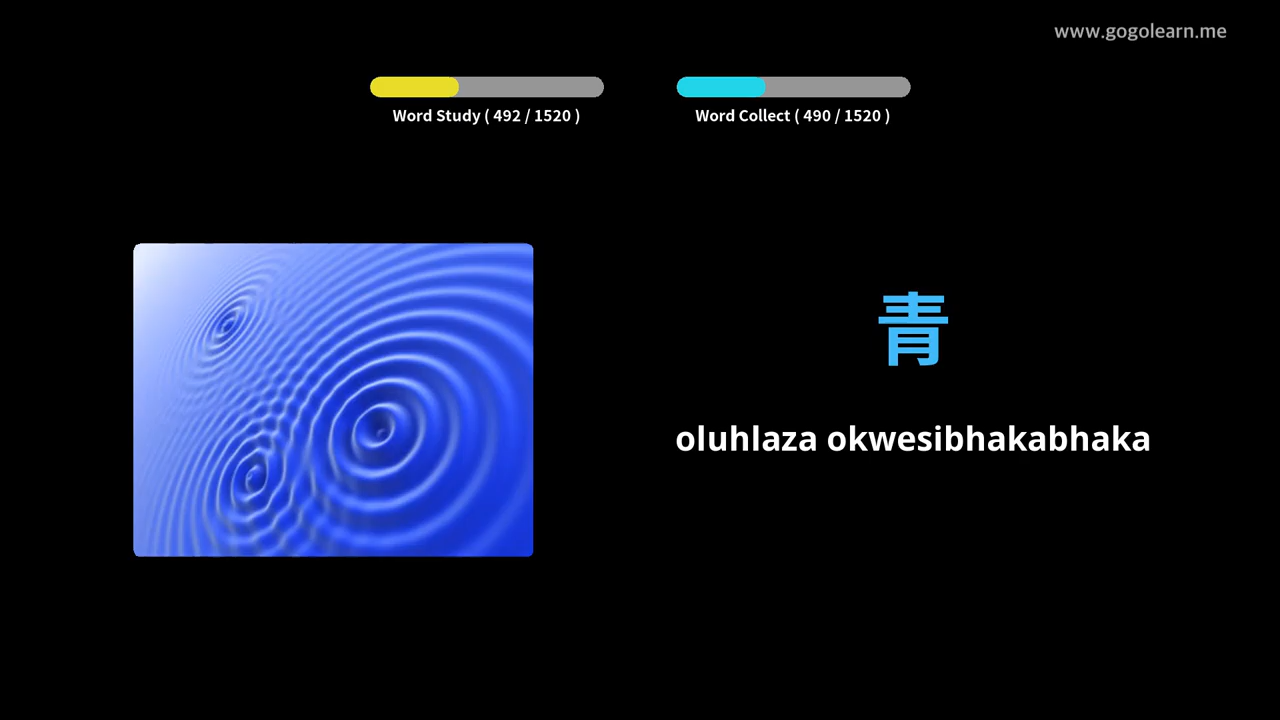 www.gogolearn.me
Word Study ( 492 / 1520 )
Word Collect ( 490 / 1520 )
青
oluhlaza okwesibhakabhaka